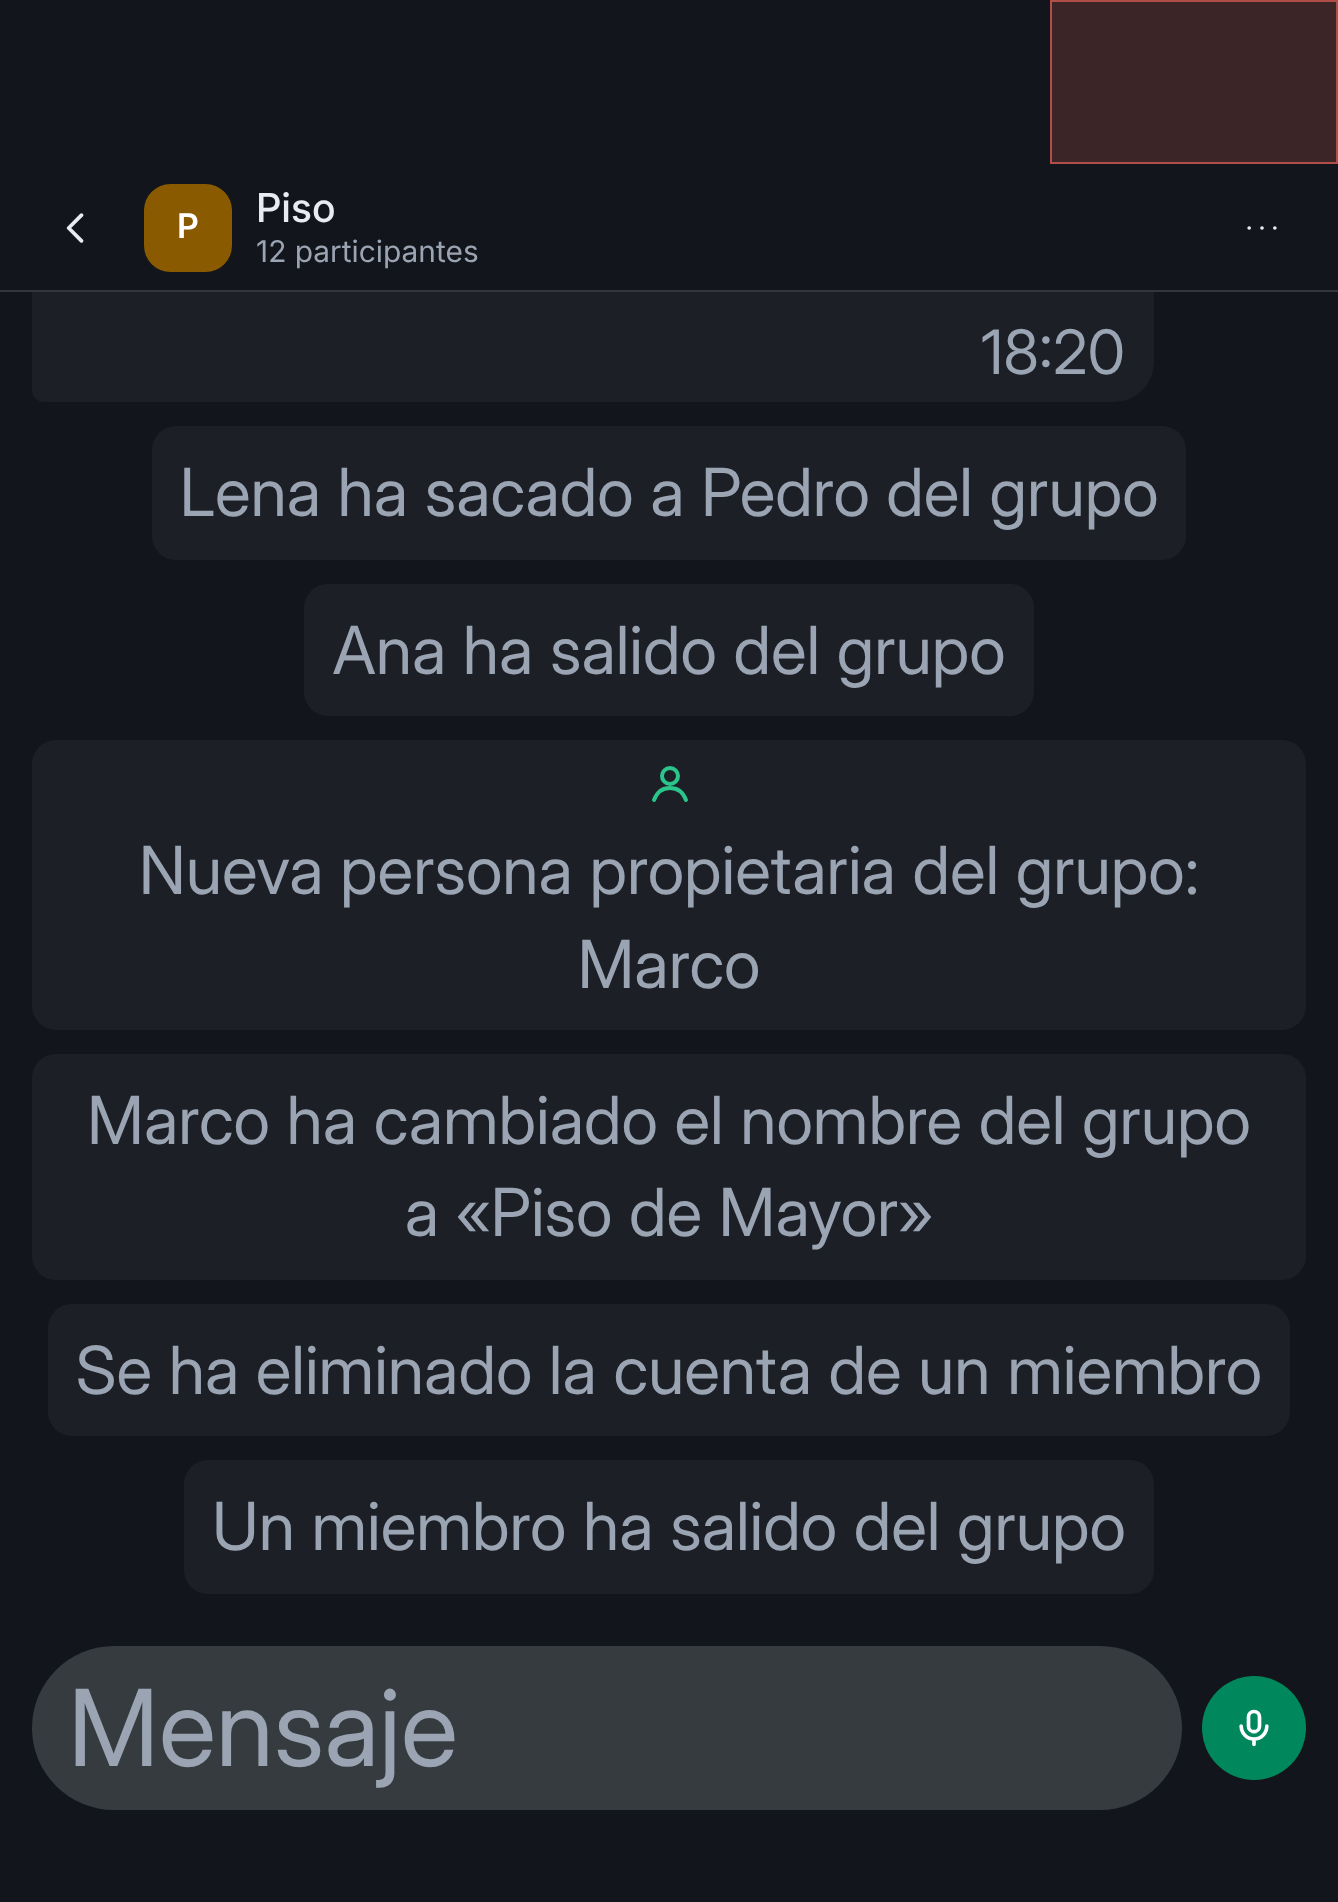 P
Piso
12 participantes
18:20
Lena ha sacado a Pedro del grupo
Ana ha salido del grupo
Nueva persona propietaria del grupo:
Marco
Marco ha cambiado el nombre del grupo
a «Piso de Mayor»
Se ha eliminado la cuenta de un miembro
Un miembro ha salido del grupo
Mensaje